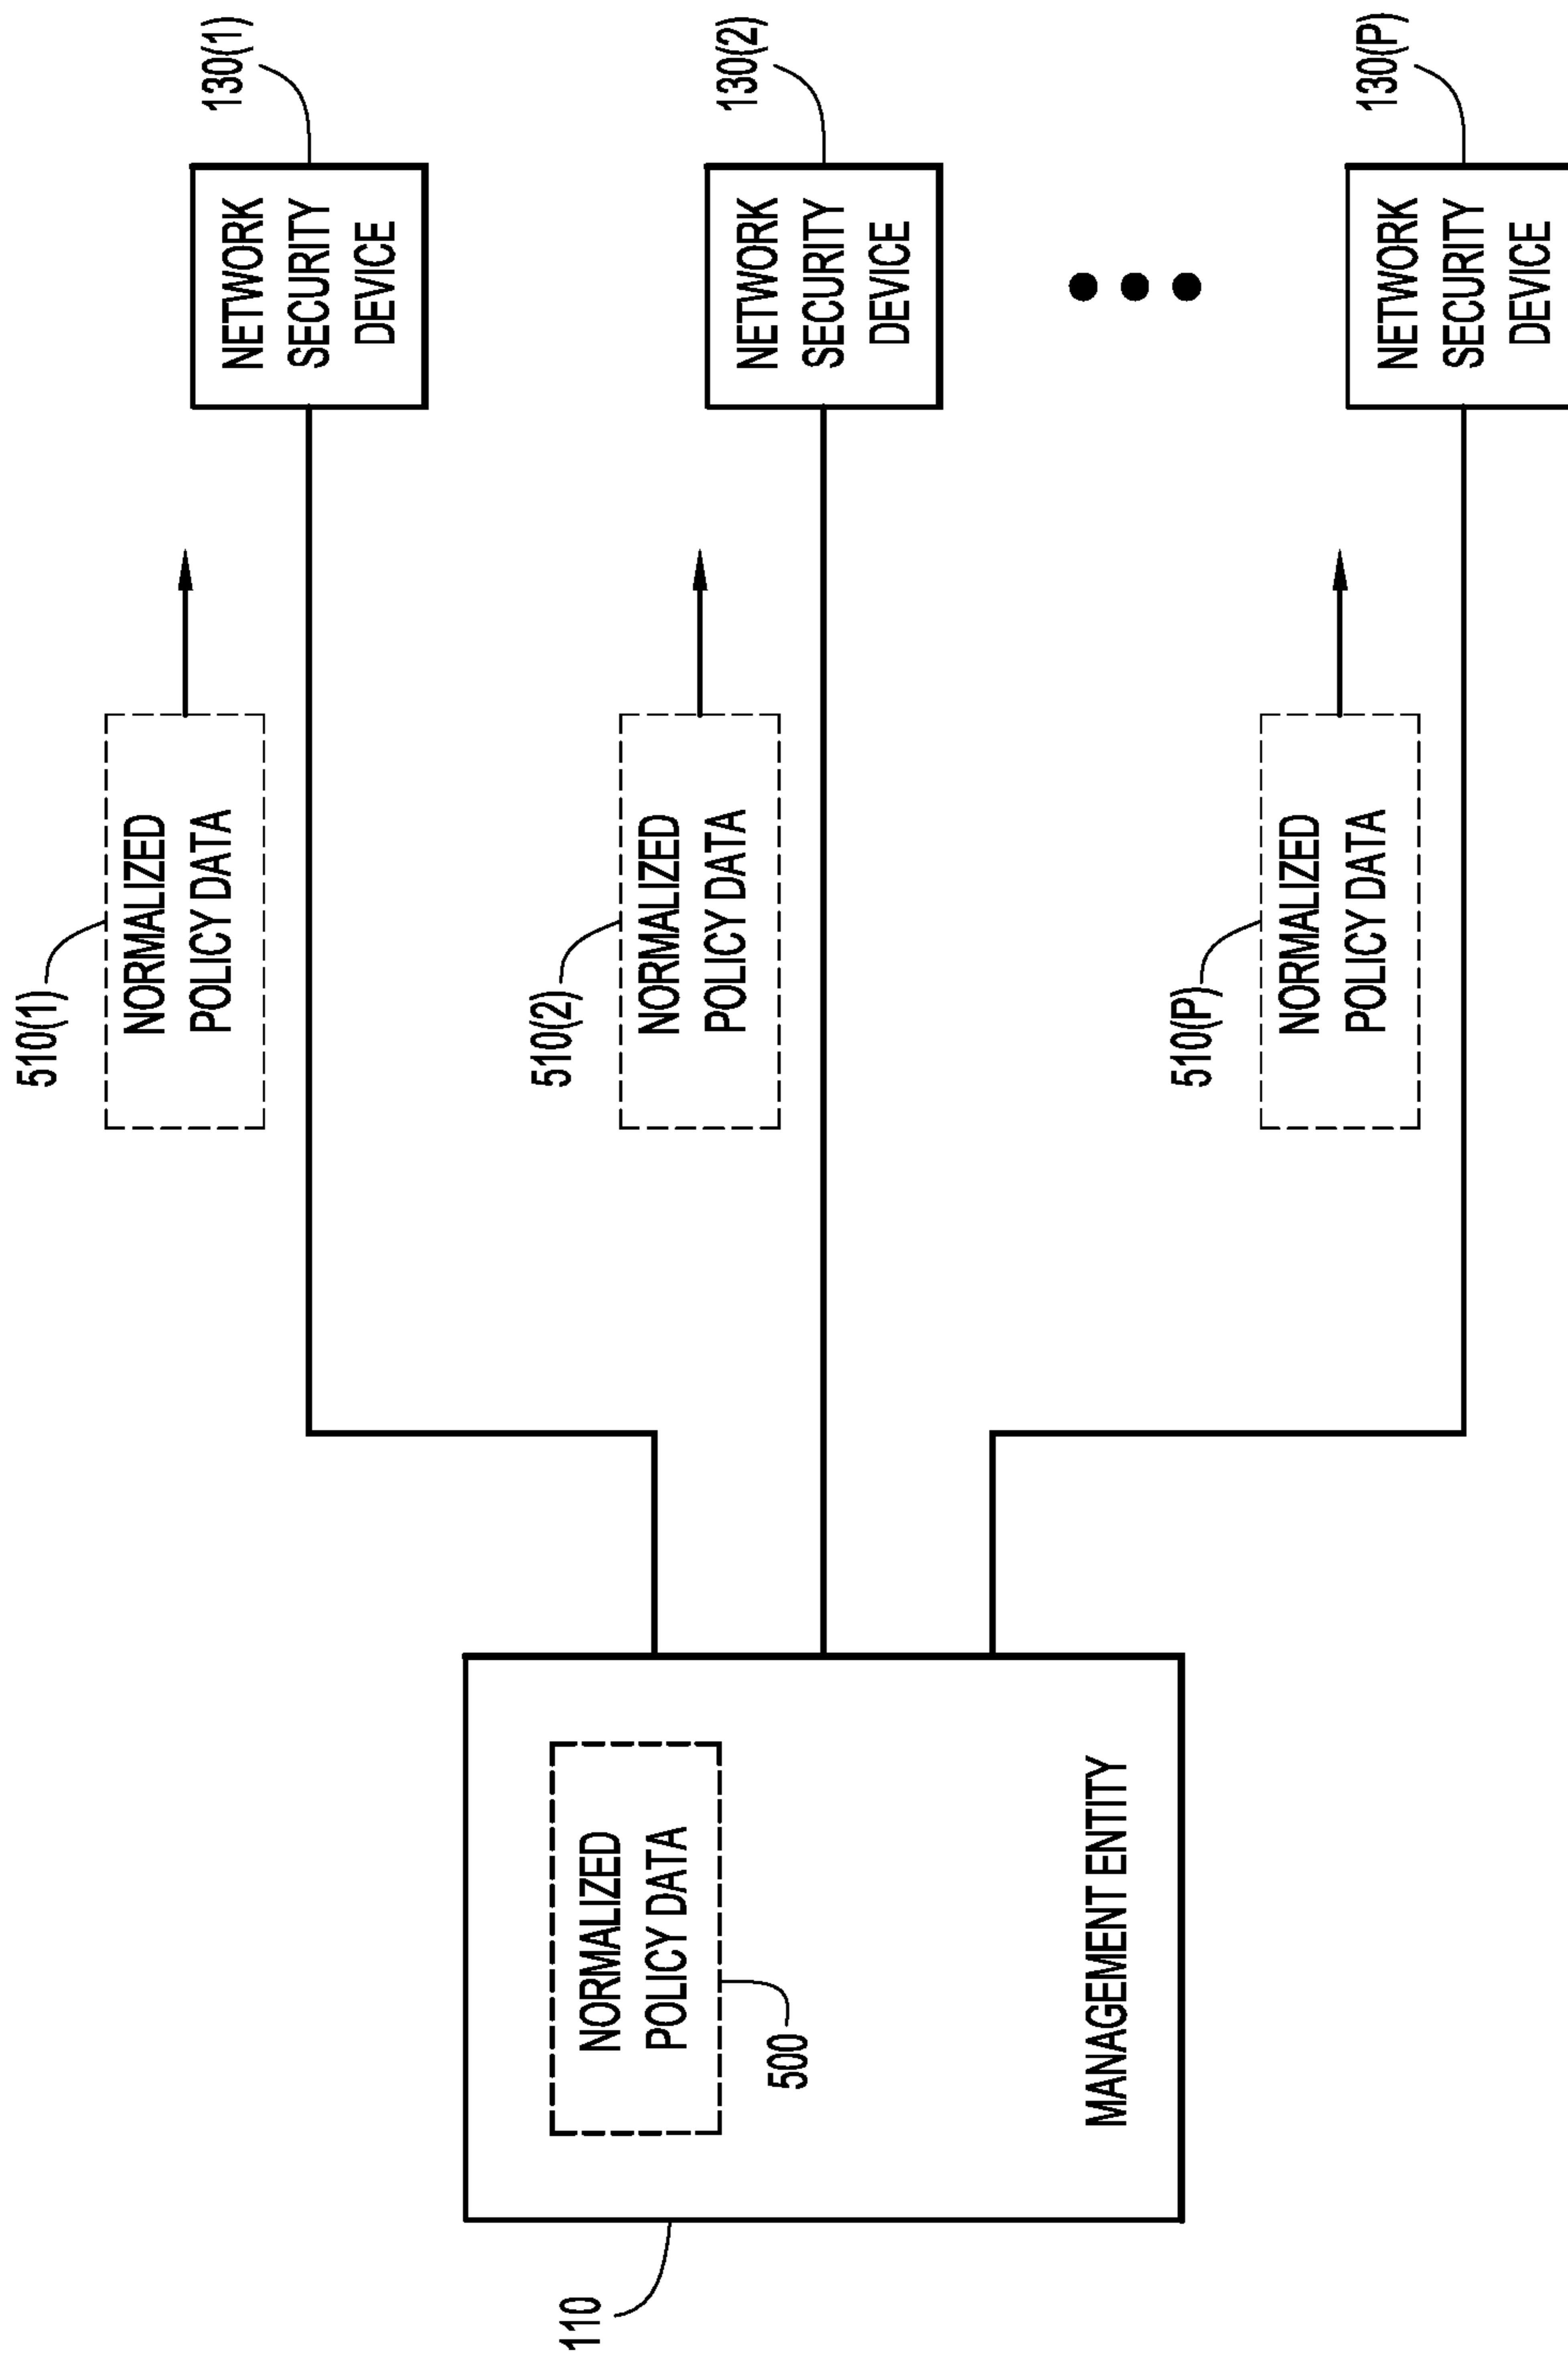 510(1)
NORMALIZED
POLICY DATA
130(1)
NETWORK
SECURITY
DEVICE
510(2)
NORMALIZED
POLICY DATA
130(2)
NETWORK
SECURITY
DEVICE
110
NORMALIZED
POLICY DATA
500
MANAGEMENT ENTITY
510(P)
NORMALIZED
POLICY DATA
130(P)
NETWORK
SECURITY
DEVICE